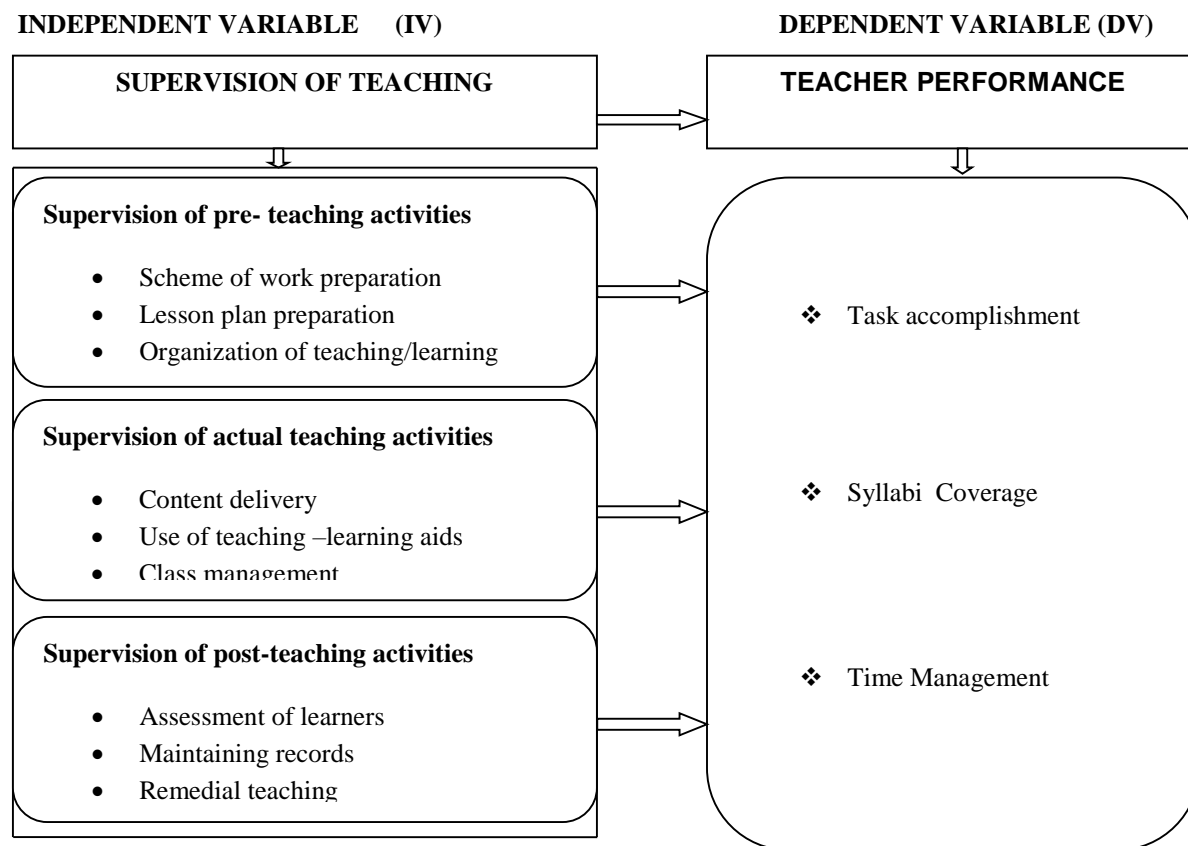 INDEPENDENT VARIABLE (IV)
DEPENDENT VARIABLE (DV)
SUPERVISION OF TEACHING
TEACHER PERFORMANCE
Supervision of pre- teaching activities
• Scheme of work preparation
• Lesson plan preparation
• Organization of teaching/learning
Supervision of actual teaching activities
• Content delivery
• Use of teaching –learning aids
• Class management
Supervision of post-teaching activities
• Assessment of learners
• Maintaining records
• Remedial teaching
❖ Task accomplishment
❖ Syllabi Coverage
❖ Time Management